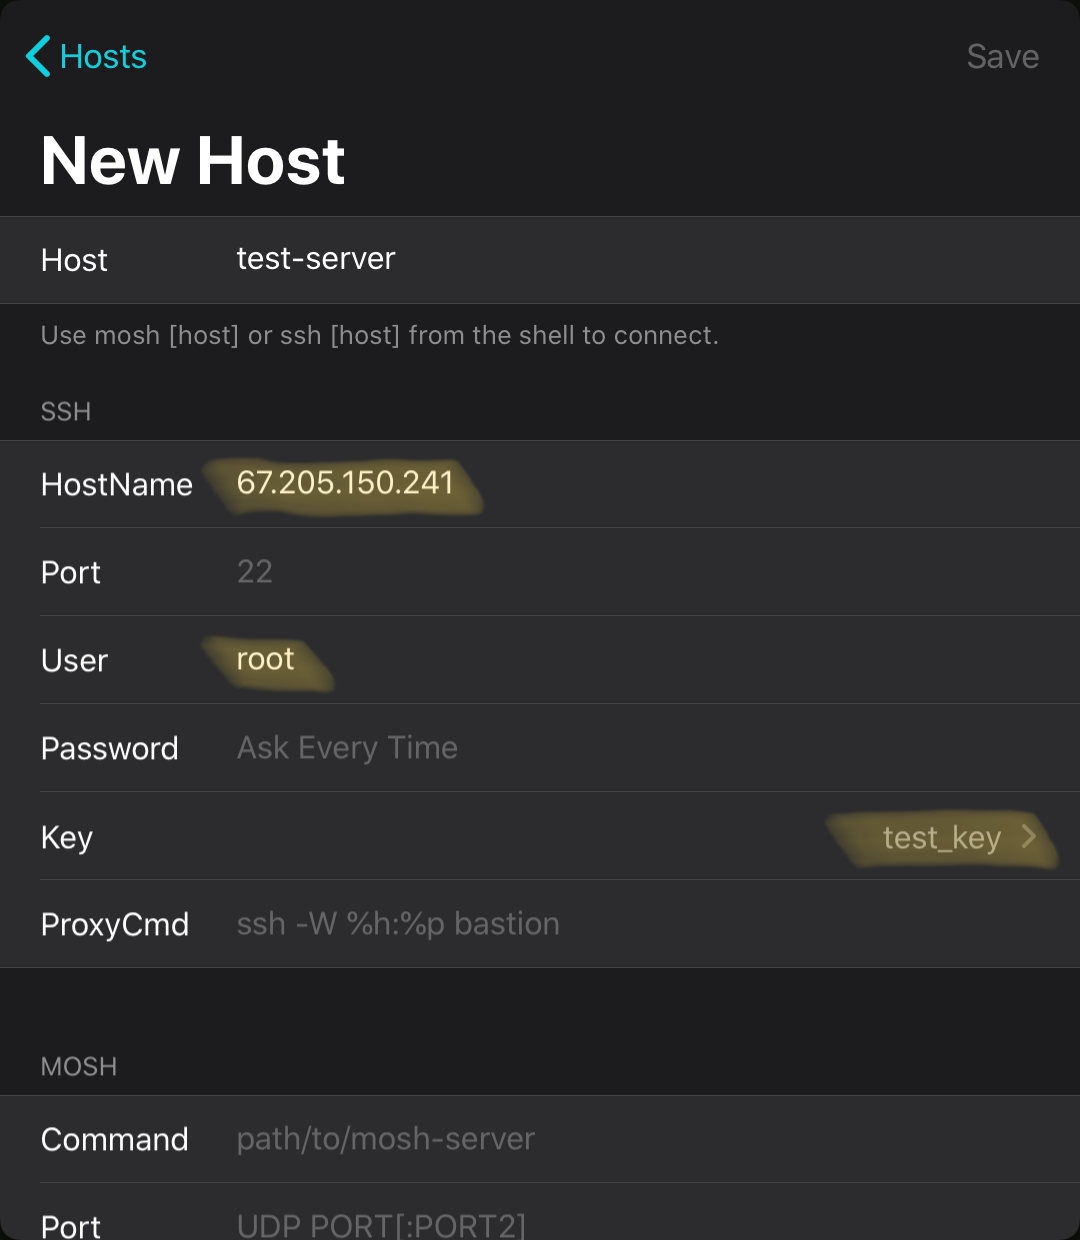 Hosts
Save
New Host
Host test-server
Use mosh [host] or ssh [host] from the shell to connect.
SSH
HostName 67.205.150.241
Port 22
User root
Password Ask Every Time
Key test_key
ProxyCmd ssh -W %h:%p bastion
MOSH
Command path/to/mosh-server
Port UDP PORT[:PORT2]